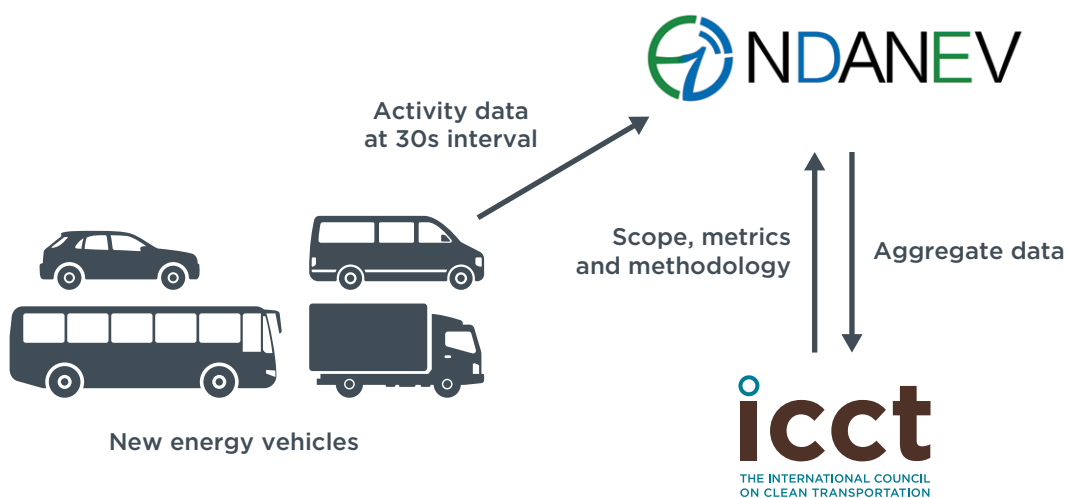 NDANEV
Activity data
at 30s interval
Scope, metrics
and methodology
Aggregate data
New energy vehicles
icct
THE INTERNATIONAL COUNCIL
ON CLEAN TRANSPORTATION